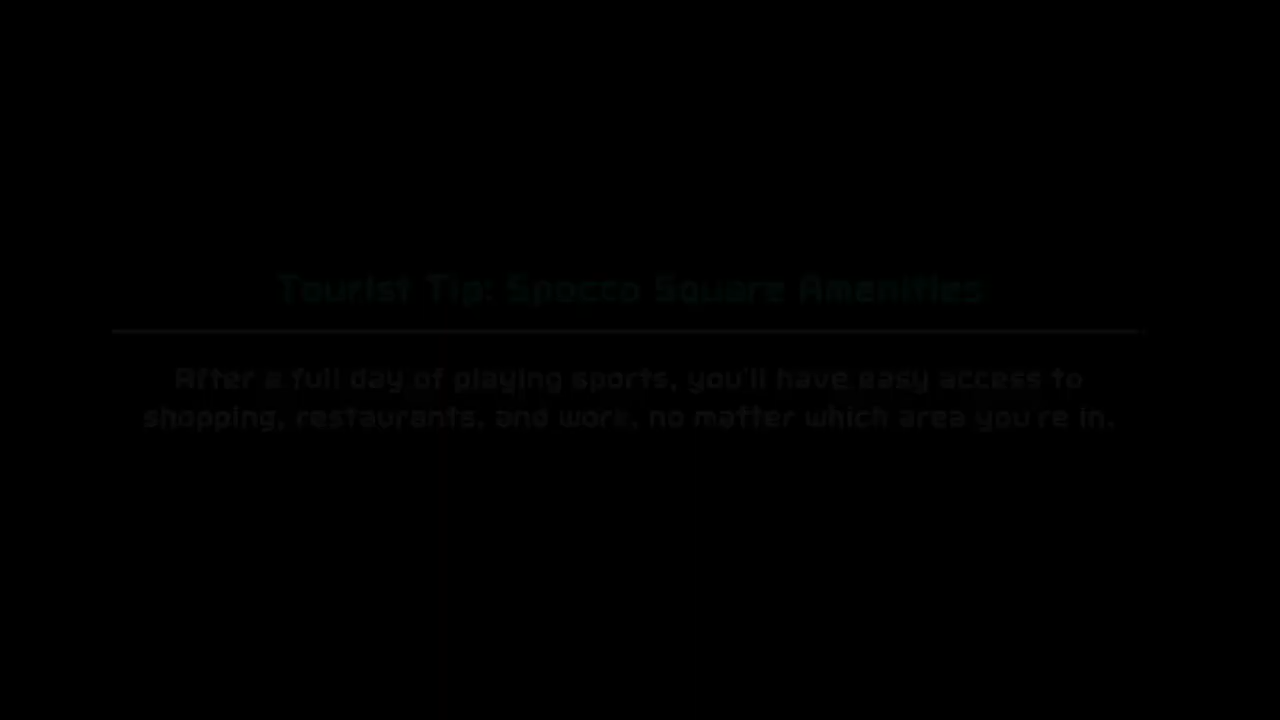 Tourist Tip: Spocco Square Amenities
After a full day of playing sports, you'll have easy access to
shopping, restaurants, and work, no matter which area you're in.